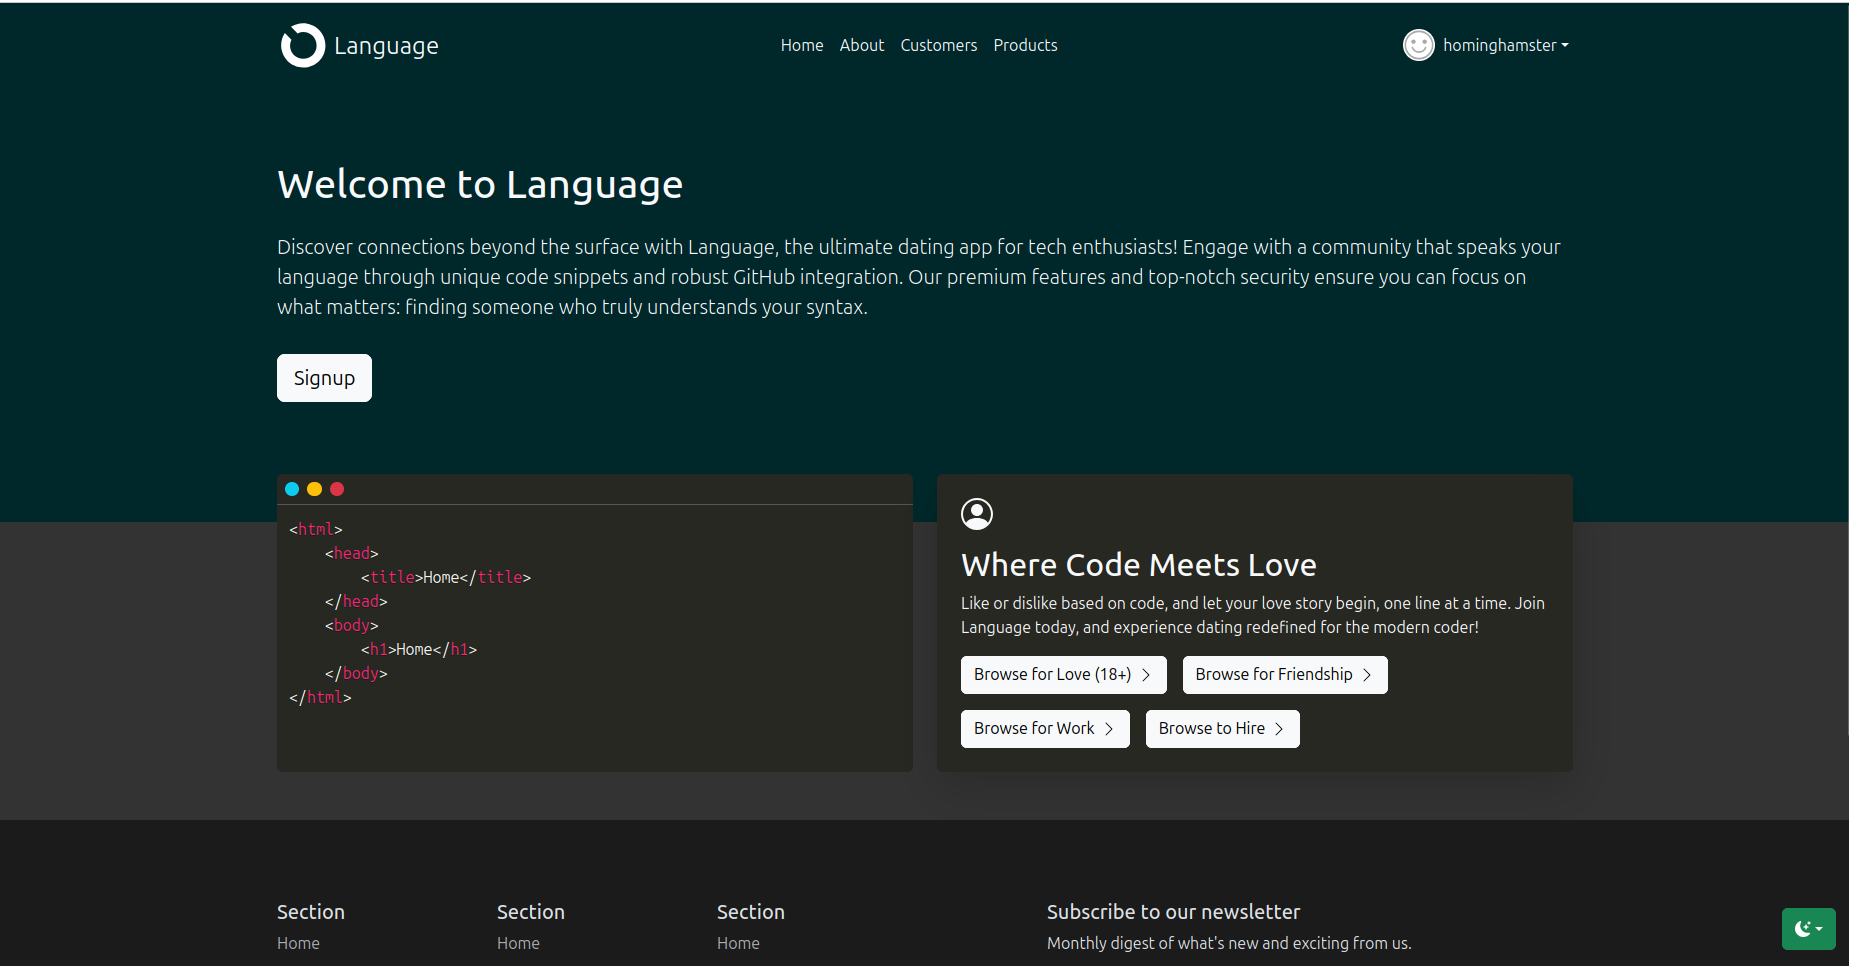 Language
Home About Customers Products
hominghamster
Welcome to Language
Discover connections beyond the surface with Language, the ultimate dating app for tech enthusiasts! Engage with a community that speaks your
language through unique code snippets and robust GitHub integration. Our premium features and top-notch security ensure you can focus on
what matters: finding someone who truly understands your syntax.
Signup
<html>
    <head>
        <title>Home</title>
    </head>
    <body>
        <h1>Home</h1>
    </body>
</html>
Where Code Meets Love
Like or dislike based on code, and let your love story begin, one line at a time. Join
Language today, and experience dating redefined for the modern coder!
Browse for Love (18+)
Browse for Friendship
Browse for Work
Browse to Hire
Section
Home
Section
Home
Section
Home
Subscribe to our newsletter
Monthly digest of what's new and exciting from us.